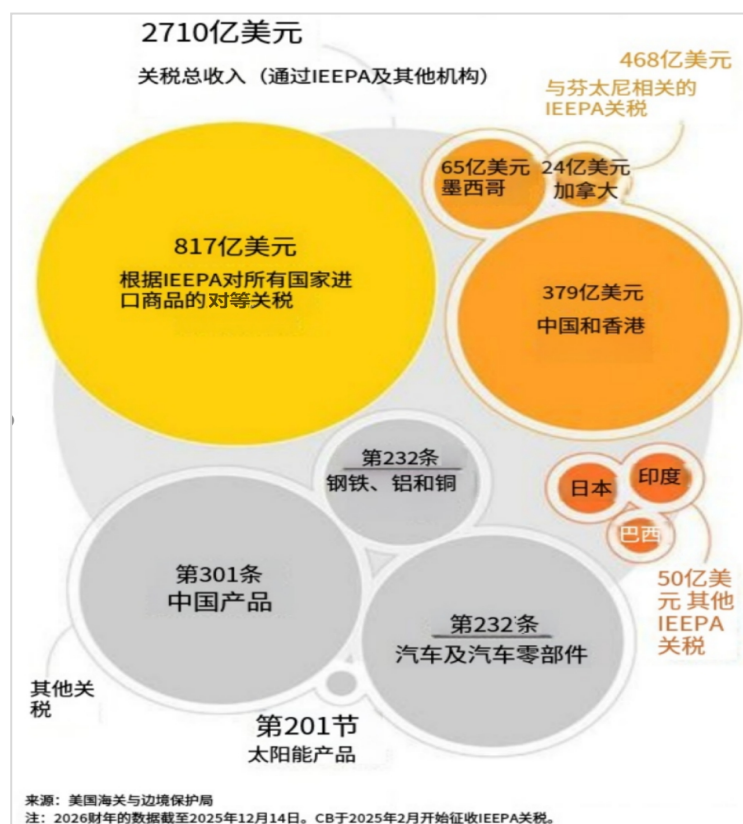 2710亿美元
关税总收入（通过IEEPA及其他机构）
468亿美元
与芬太尼相关的
IEEPA关税
65亿美元
墨西哥
24亿美元
加拿大
817亿美元
根据IEEPA对所有国家进
口商品的对等关税
379亿美元
中国和香港
第232条
钢铁、铝和铜
日本
印度
巴西
第301条
中国产品
第232条
汽车及汽车零部件
50亿美
元 其他
IEEPA
关税
其他关
税
第201节
太阳能产品
来源：美国海关与边境保护局
注：2026财年的数据截至2025年12月14日。CB于2025年2月开始征收IEEPA关税。